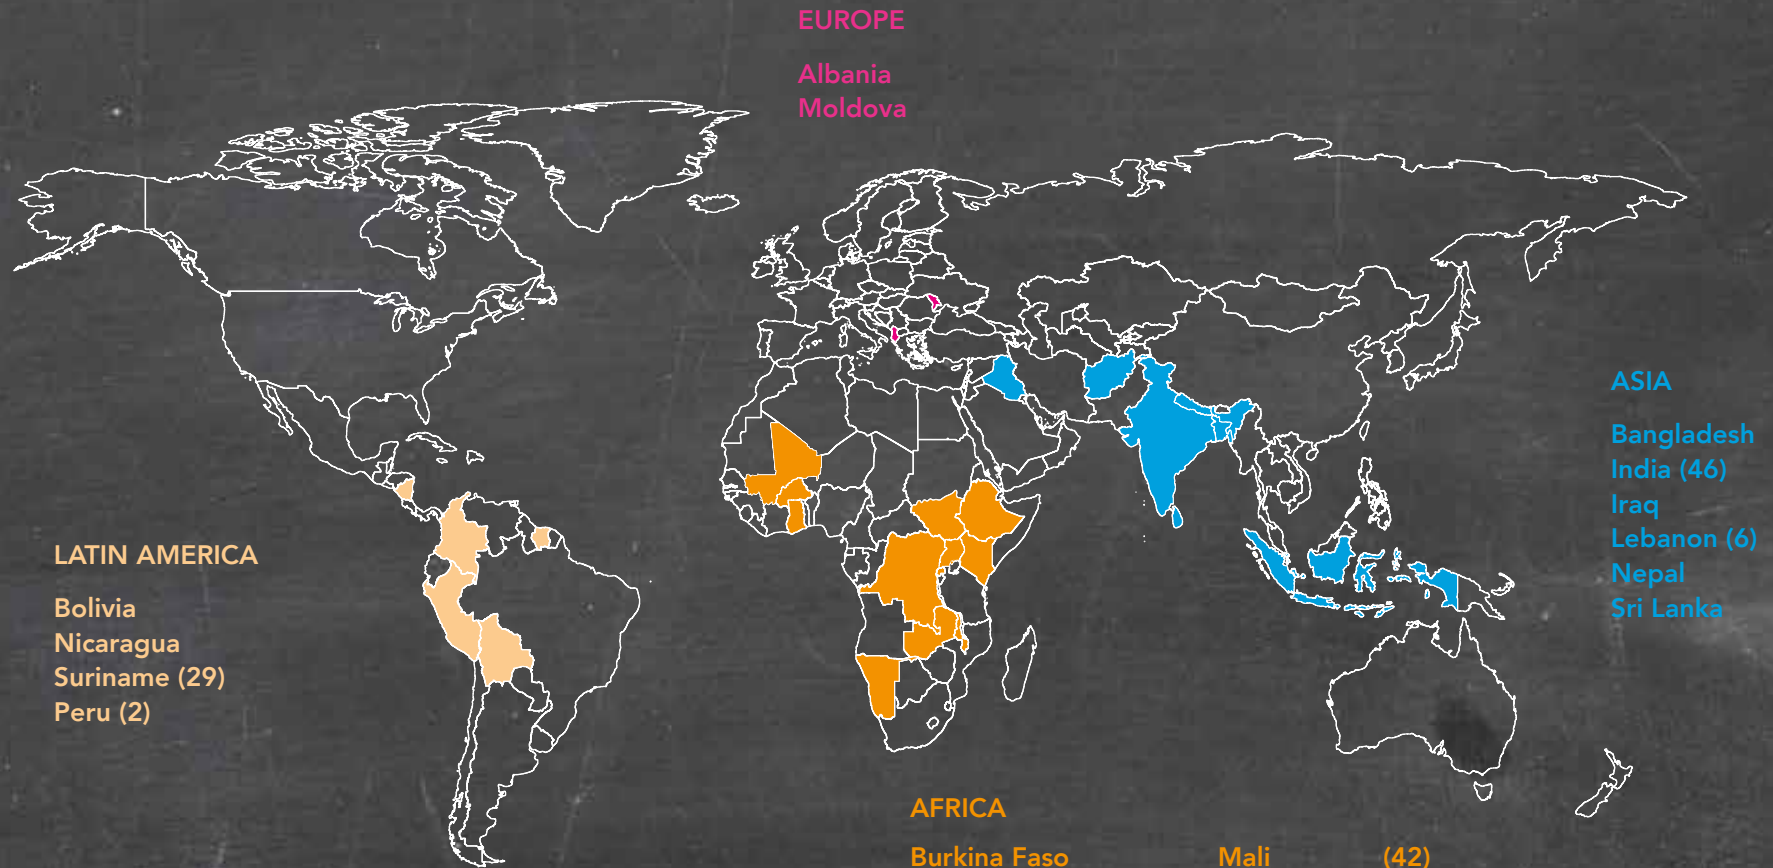 EUROPE
Albania
Moldova
ASIA
Bangladesh
India (46)
Iraq
Lebanon (6)
Nepal
Sri Lanka
LATIN AMERICA
Bolivia
Nicaragua
Suriname (29)
Peru (2)
AFRICA
Burkina Faso Mali (42)